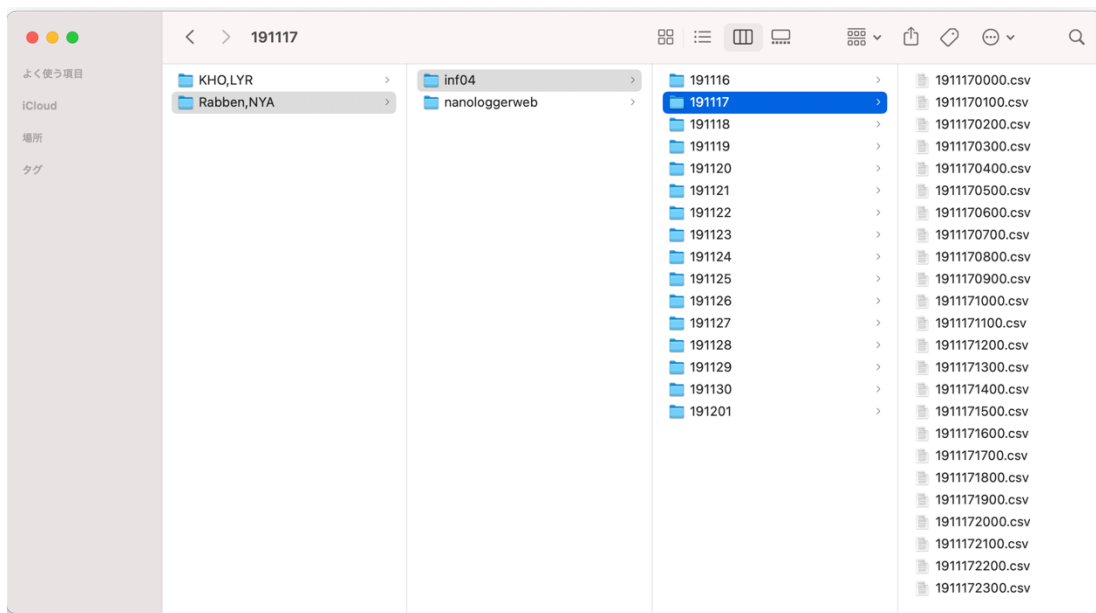 191117
よく使う項目
iCloud
場所
タグ
KHO,LYR
Rabben,NYA
inf04
nanologgerweb
191116
191117
191118
191119
191120
191121
191122
191123
191124
191125
191126
191127
191128
191129
191130
191201
1911170000.csv
1911170100.csv
1911170200.csv
1911170300.csv
1911170400.csv
1911170500.csv
1911170600.csv
1911170700.csv
1911170800.csv
1911170900.csv
1911171000.csv
1911171100.csv
1911171200.csv
1911171300.csv
1911171400.csv
1911171500.csv
1911171600.csv
1911171700.csv
1911171800.csv
1911171900.csv
1911172000.csv
1911172100.csv
1911172200.csv
1911172300.csv